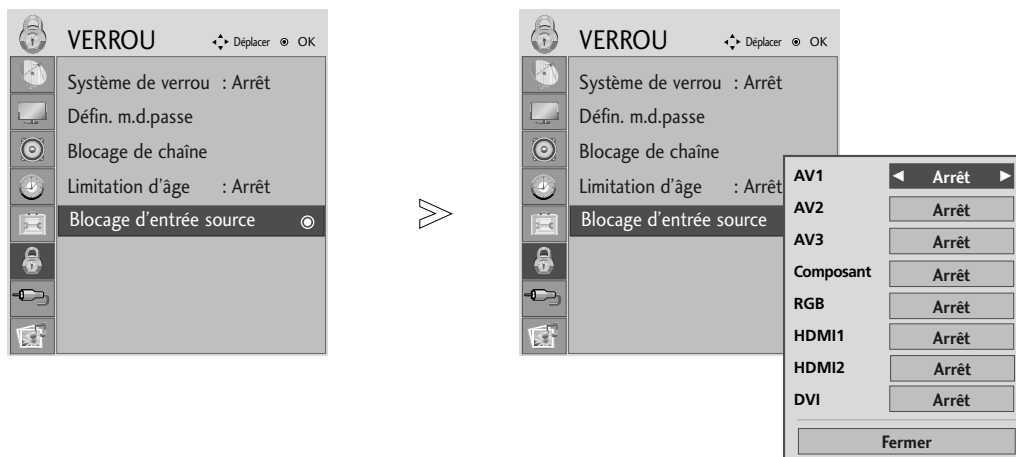 VERROU Déplacer OK
Système de verrou : Arrêt
Défin. m.d.passe
Blocage de chaîne
Limitation d'âge : Arrêt
Blocage d'entrée source
VERROU Déplacer OK
Système de verrou : Arrêt
Défin. m.d.passe
Blocage de chaîne
Limitation d'âge : Arrêt
Blocage d'entrée source
AV1 ◀ Arrêt ▶
AV2 Arrêt
AV3 Arrêt
Composant Arrêt
RGB Arrêt
HDMI1 Arrêt
HDMI2 Arrêt
DVI Arrêt
Fermer